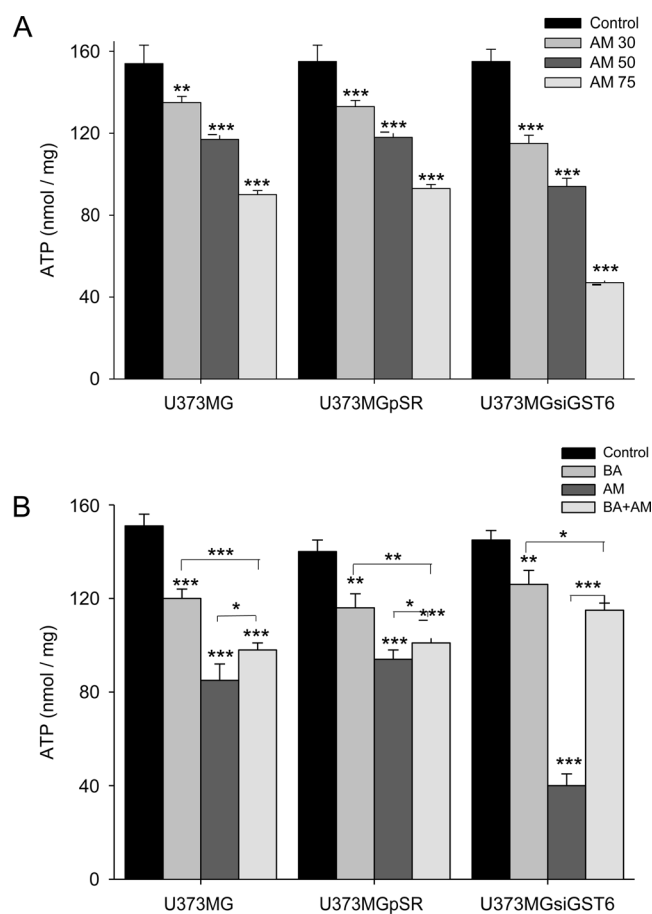 A
Control
AM 30
AM 50
AM 75
ATP (nmol / mg)
160
120
80
40
0
** *** ***
*** *** ***
*** *** ***
U373MG U373MGpSR U373MGsiGST6
B
Control
BA
AM
BA+AM
ATP (nmol / mg)
160
120
80
40
0
*** *** *** * ***
** ** *** * ***
* ** *** ***
U373MG U373MGpSR U373MGsiGST6